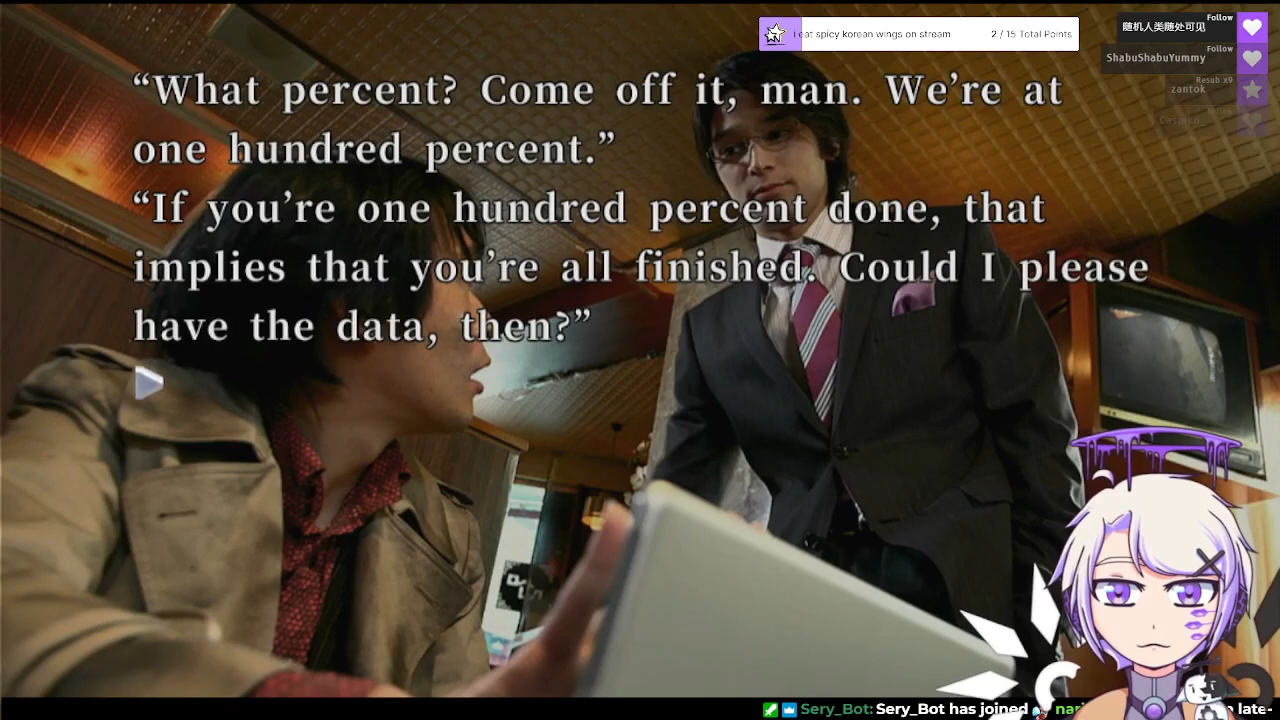 i eat spicy korean wings on stream 2 / 15 Total Points
Follow
随机人类随处可见
Follow
ShabuShabuYummy
Resub x9
zantok
“What percent? Come off it, man. We’re at
one hundred percent.”
“If you’re one hundred percent done, that
implies that you’re all finished. Could I please
have the data, then?”
Sery_Bot: Sery_Bot has joined
late-